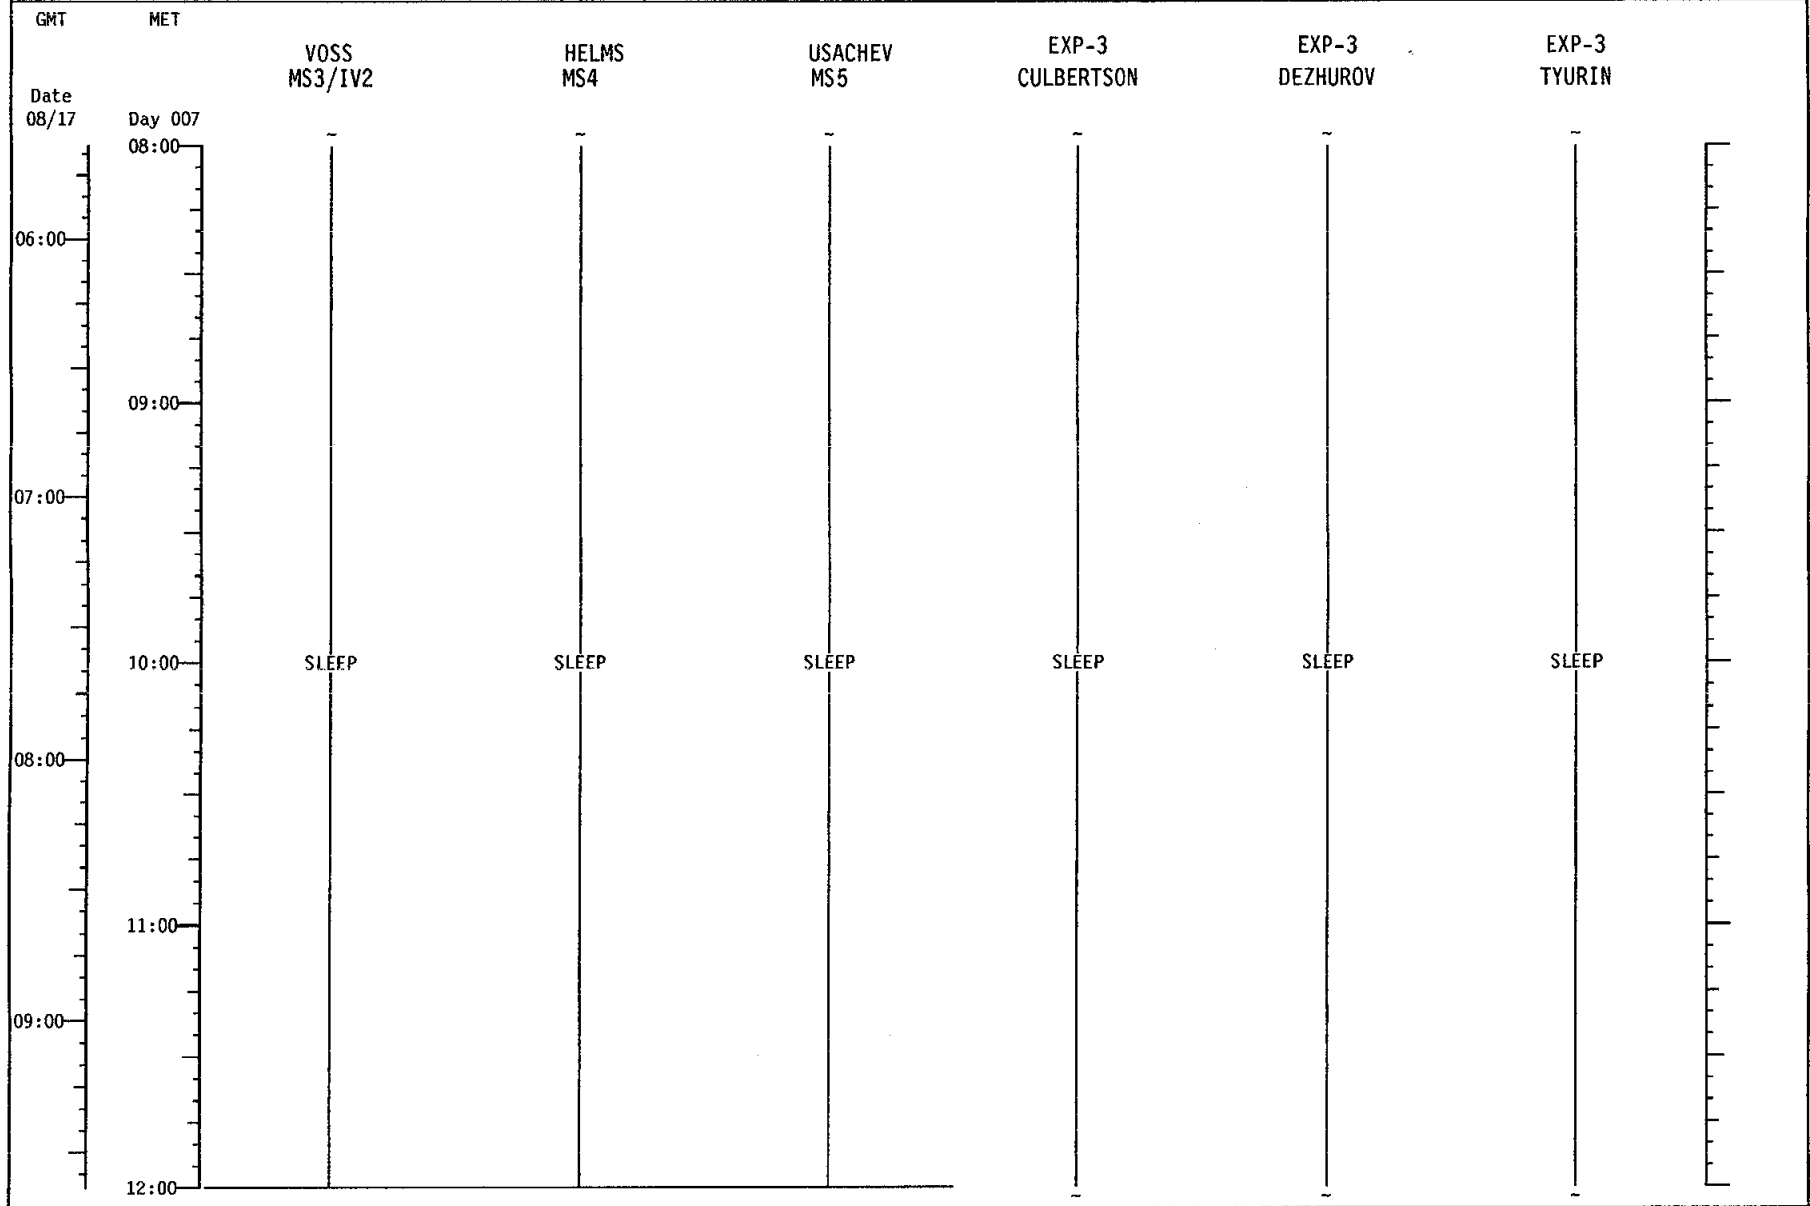 GMT MET
VOSS HELMS USACHEV EXP-3 EXP-3 EXP-3
MS3/IV2 MS4 MS5 CULBERTSON DEZHUROV TYURIN
Date
08/17 Day 007
~ ~ ~ ~ ~
08:00
06:00
09:00
07:00
10:00 SLEEP SLEEP SLEEP SLEEP SLEEP SLEEP
08:00
11:00
09:00
12:00
~ ~ ~